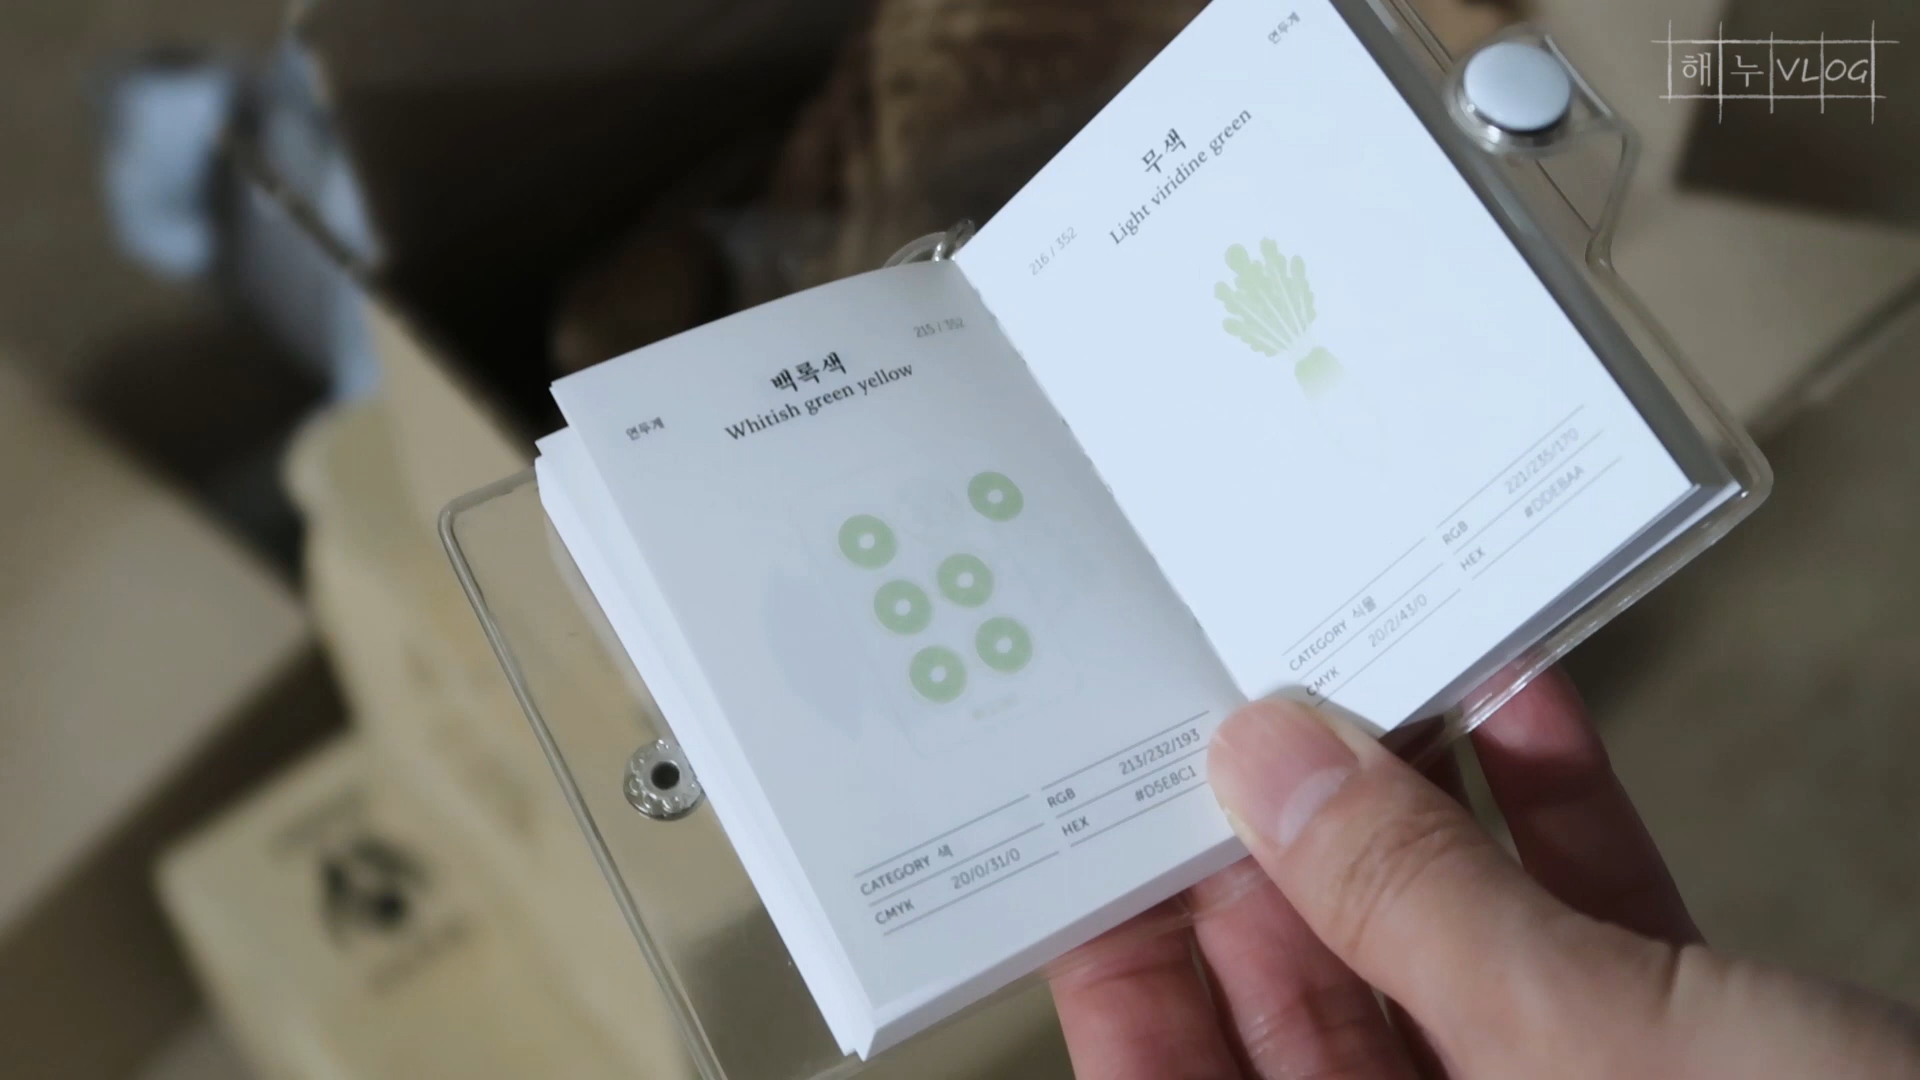 해누VLOG
215 / 352
연두계
백록색
Whitish green yellow
CATEGORY 색
CMYK 20/0/31/0
RGB 213/232/193
HEX #D5E8C1
연두계
무색
Light viridine green
216 / 352
CATEGORY 식물
CMYK 20/2/43/0
RGB 221/235/170
HEX #DDEBAA